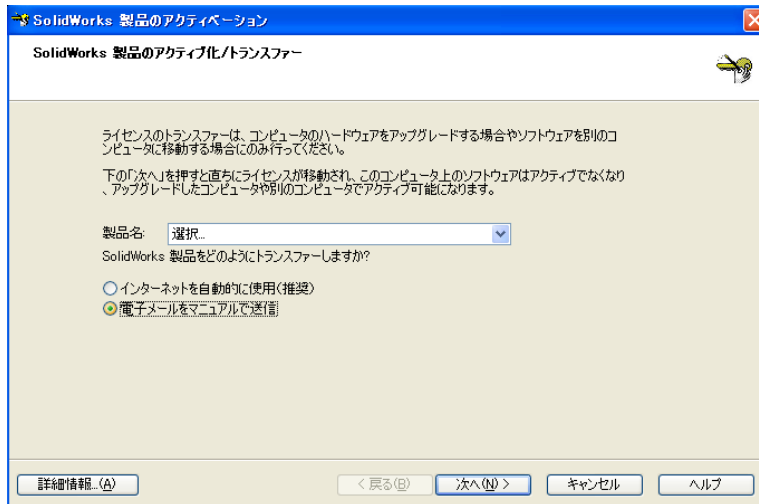 SolidWorks 製品のアクティベーション
SolidWorks 製品のアクティブ化/トランスファー
ライセンスのトランスファーは、コンピュータのハードウェアをアップグレードする場合やソフトウェアを別のコ
ンピュータに移動する場合にのみ行ってください。
下の「次へ」を押すと直ちにライセンスが移動され、このコンピュータ上のソフトウェアはアクティブでなくなり
、アップグレードしたコンピュータや別のコンピュータでアクティブ可能になります。
製品名: 選択...
SolidWorks 製品をどのようにトランスファーしますか?
インターネットを自動的に使用(推奨)
電子メールをマニュアルで送信
詳細情報...(A) < 戻る(B) 次へ(N) > キャンセル ヘルプ